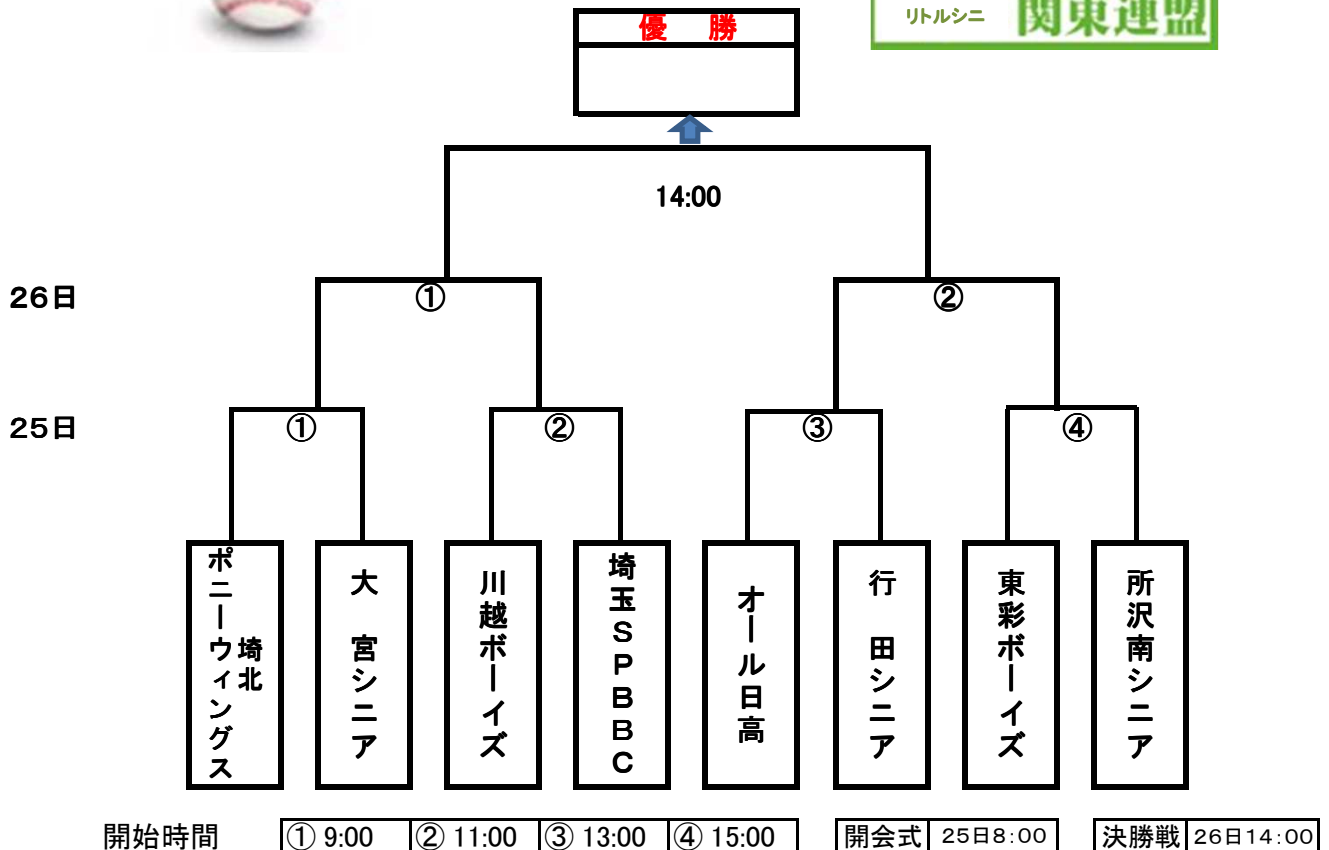 優　勝
リトルシニ
関東連盟
14:00
26日
①
②
25日
①
②
③
④
埼北
ポニーウィングス
大　宮シニア
川越ボーイズ
埼玉ＳＰＢＢＣ
オール日高
行　田シニア
東彩ボーイズ
所沢南シニア
開始時間 ① 9:00 ② 11:00 ③ 13:00 ④ 15:00 開会式 25日8:00 決勝戦 26日14:00